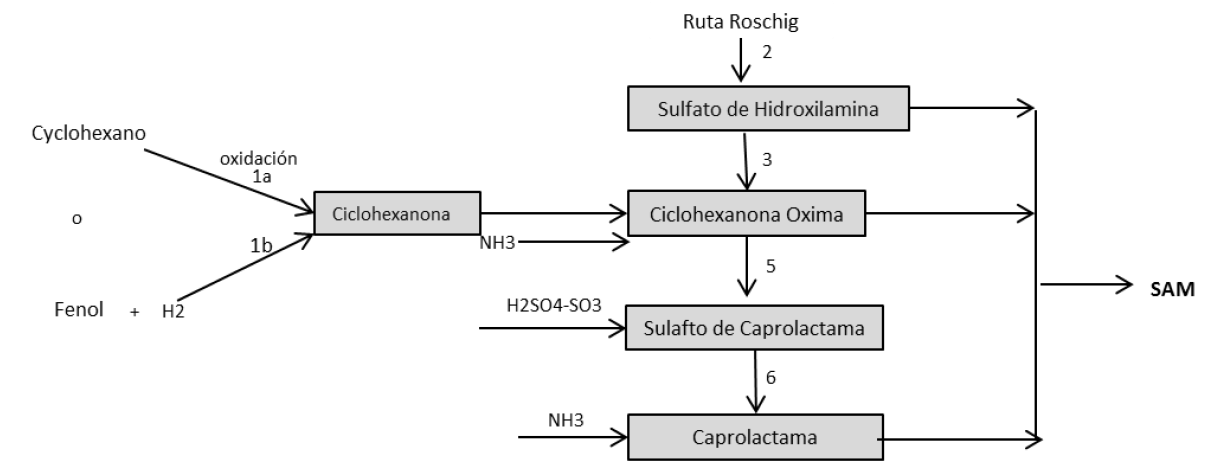 Ruta Roschig
2
Sulfato de Hidroxilamina
Cyclohexano
oxidación
1a
3
o
Ciclohexanona
Ciclohexanona Oxima
1b
NH3
5
Fenol + H2
H2SO4-SO3
SAM
Sulafto de Caprolactama
6
NH3
Caprolactama